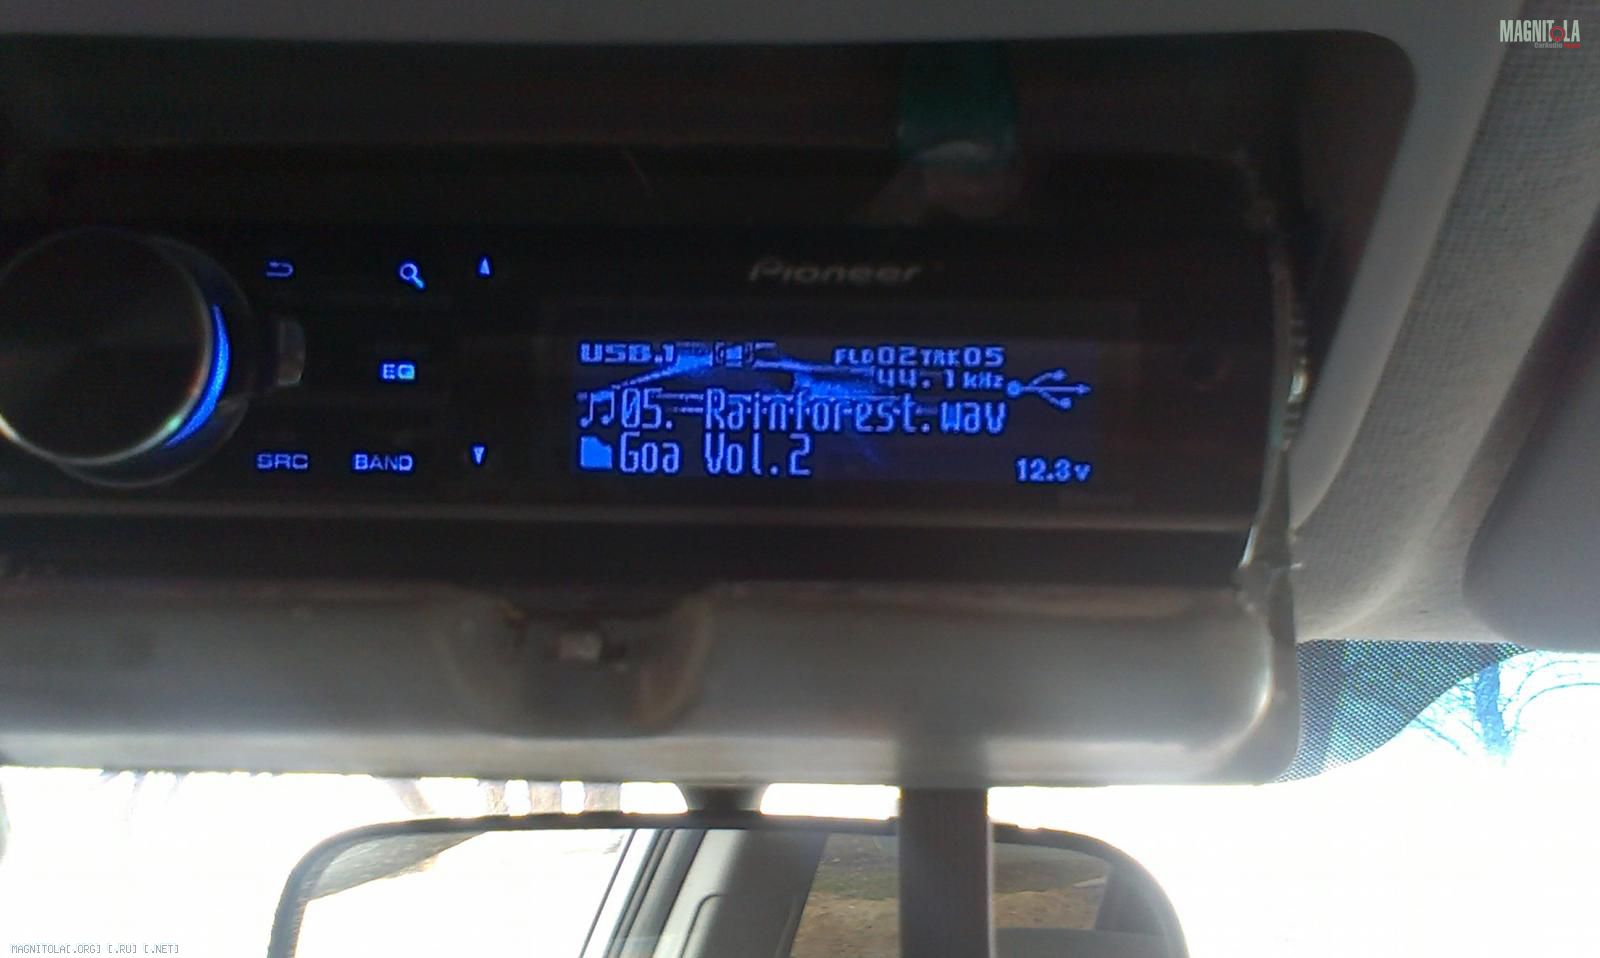 MAGNITOLA
Pioneer
EQ
SRC BAND
USB.1 FLD02TRK05
44.1kHz
05. Rainforest.wav
Goa Vol.2
12.3v
MAGNITOLA[.ORG] [.RU] [.NET]